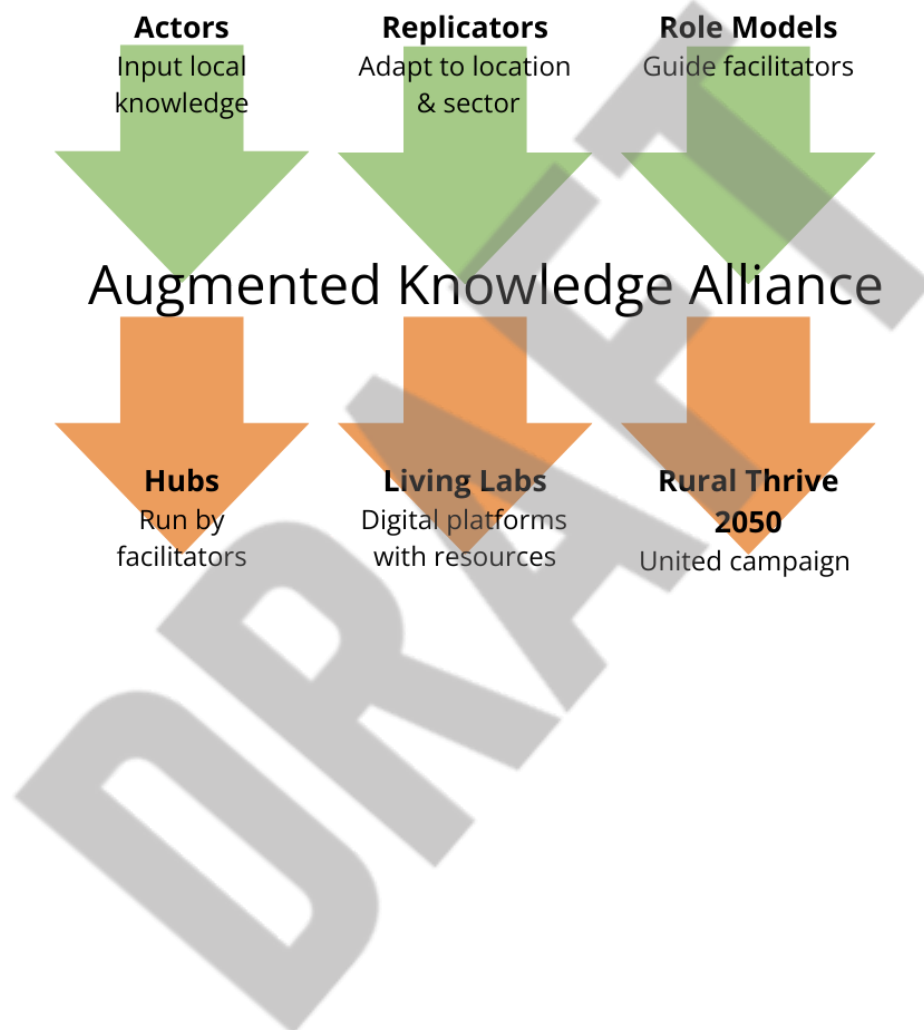 Actors
Input local
knowledge
Replicators
Adapt to location
& sector
Role Models
Guide facilitators
Augmented Knowledge Alliance
Hubs
Run by
facilitators
Living Labs
Digital platforms
with resources
Rural Thrive
2050
United campaign
DRAFT